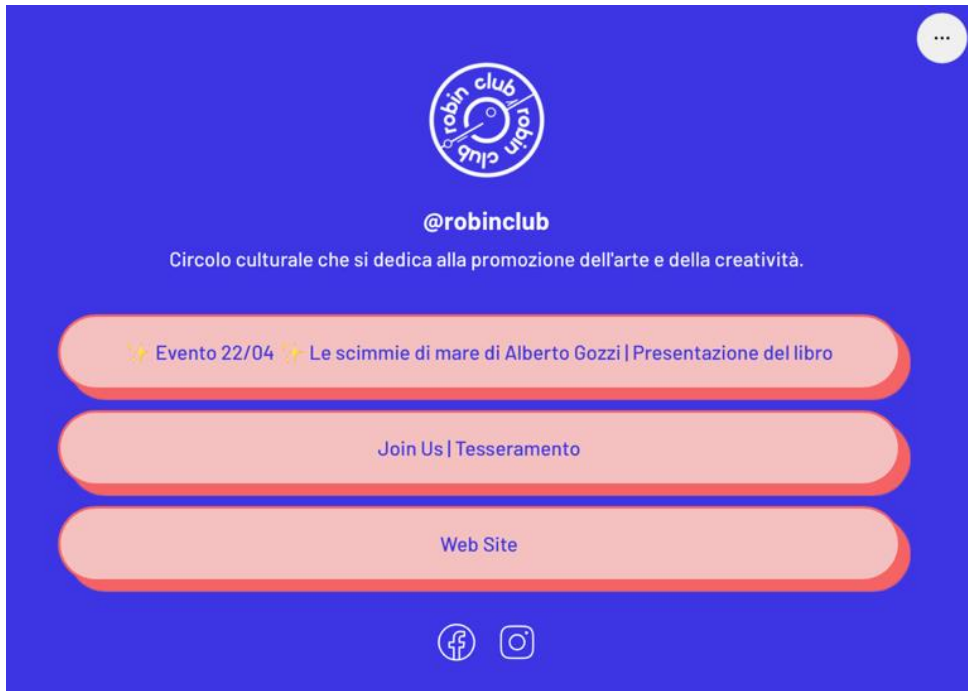 robin club robin club
@robinclub
Circolo culturale che si dedica alla promozione dell'arte e della creatività.
✨ Evento 22/04 ✨ Le scimmie di mare di Alberto Gozzi | Presentazione del libro
Join Us | Tesseramento
Web Site